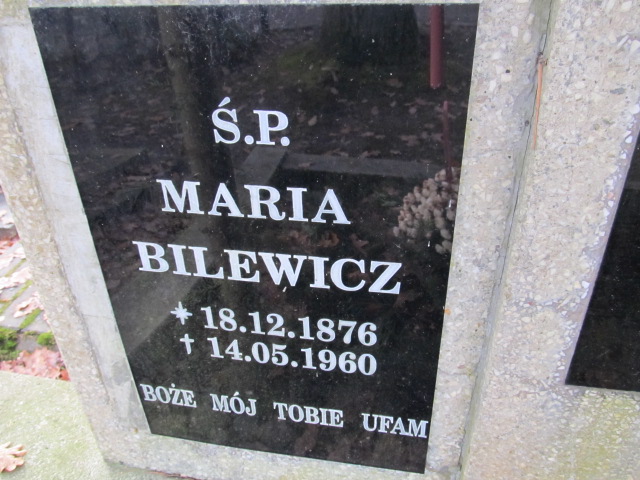 Ś.P.
MARIA
BILEWICZ
* 18.12.1876
† 14.05.1960
BOŻE MÓJ TOBIE UFAM